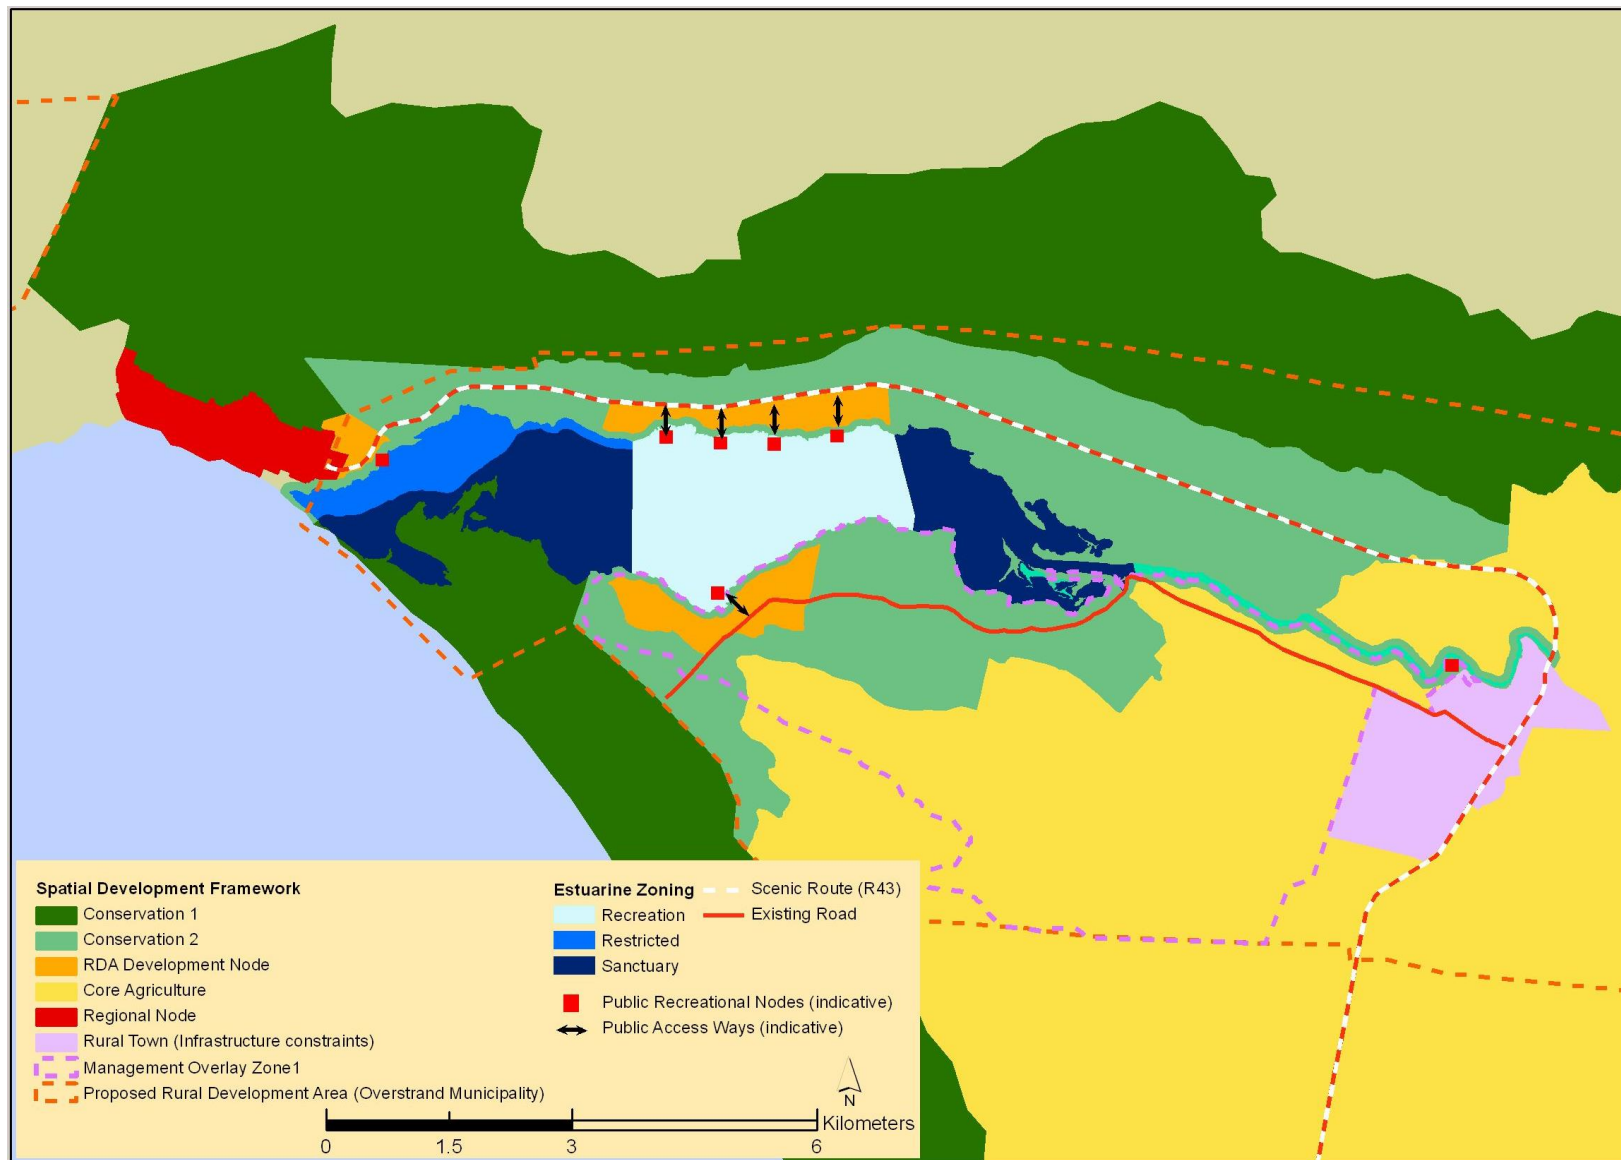 Spatial Development Framework
Conservation 1
Conservation 2
RDA Development Node
Core Agriculture
Regional Node
Rural Town (Infrastructure constraints)
Management Overlay Zone1
Proposed Rural Development Area (Overstrand Municipality)
Estuarine Zoning
Recreation
Restricted
Sanctuary
Public Recreational Nodes (indicative)
Public Access Ways (indicative)
Scenic Route (R43)
Existing Road
N
Kilometers
0 1.5 3 6